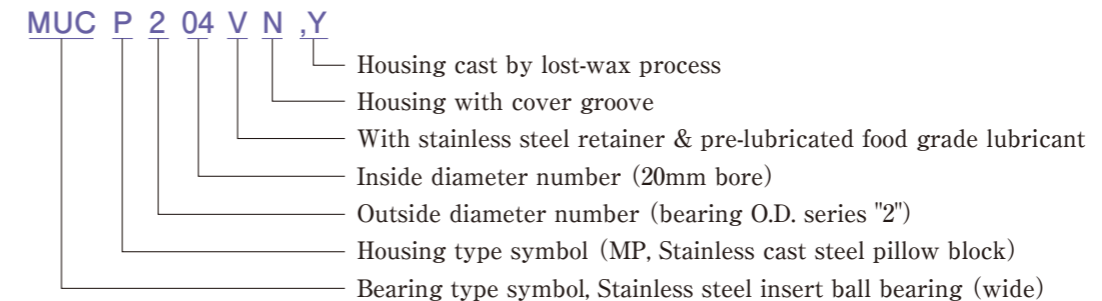 MUC P 2 04 V N ,Y
Housing cast by lost-wax process
Housing with cover groove
With stainless steel retainer & pre-lubricated food grade lubricant
Inside diameter number (20mm bore)
Outside diameter number (bearing O.D. series "2")
Housing type symbol (MP, Stainless cast steel pillow block)
Bearing type symbol, Stainless steel insert ball bearing (wide)